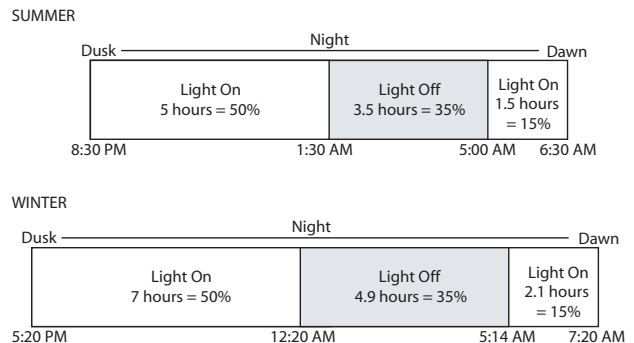 SUMMER
Night
Dusk
Dawn
Light On
5 hours = 50%
Light Off
3.5 hours = 35%
Light On
1.5 hours
= 15%
8:30 PM
1:30 AM
5:00 AM
6:30 AM
WINTER
Night
Dusk
Dawn
Light On
7 hours = 50%
Light Off
4.9 hours = 35%
Light On
2.1 hours
= 15%
5:20 PM
12:20 AM
5:14 AM
7:20 AM